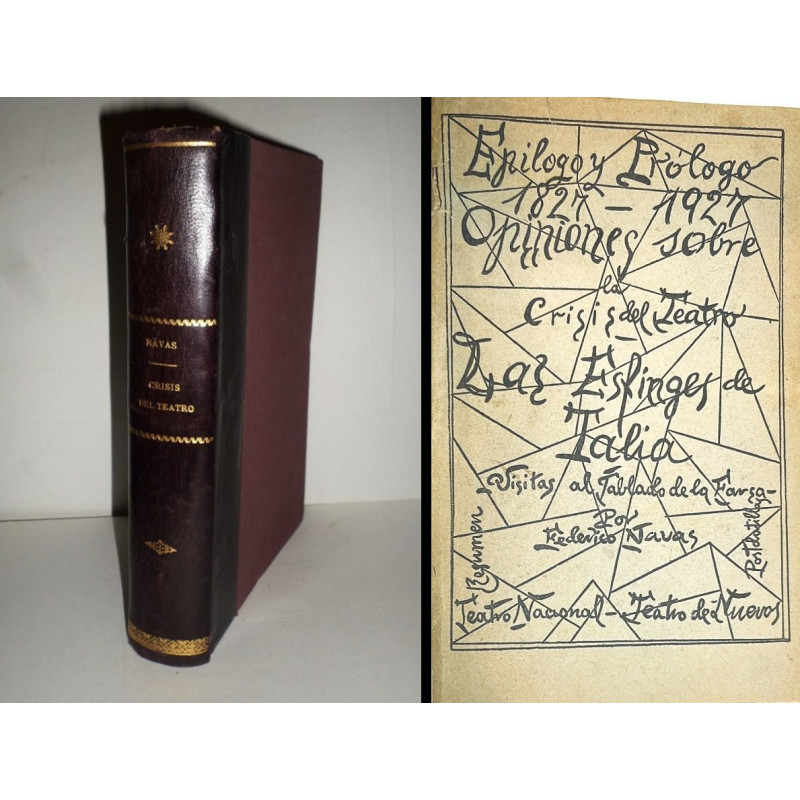 NAVAS
CRISIS
DEL TEATRO
Epílogo y Prólogo
1827 - 1927
Opiniones sobre
la
Crisis del Teatro
Las Esfinges de
Talia
- Visitas al Tablado de la Farsa -
Por
Federico Navas
Resumen
Postdatilla
Teatro Nacional - Teatro de Nuevos